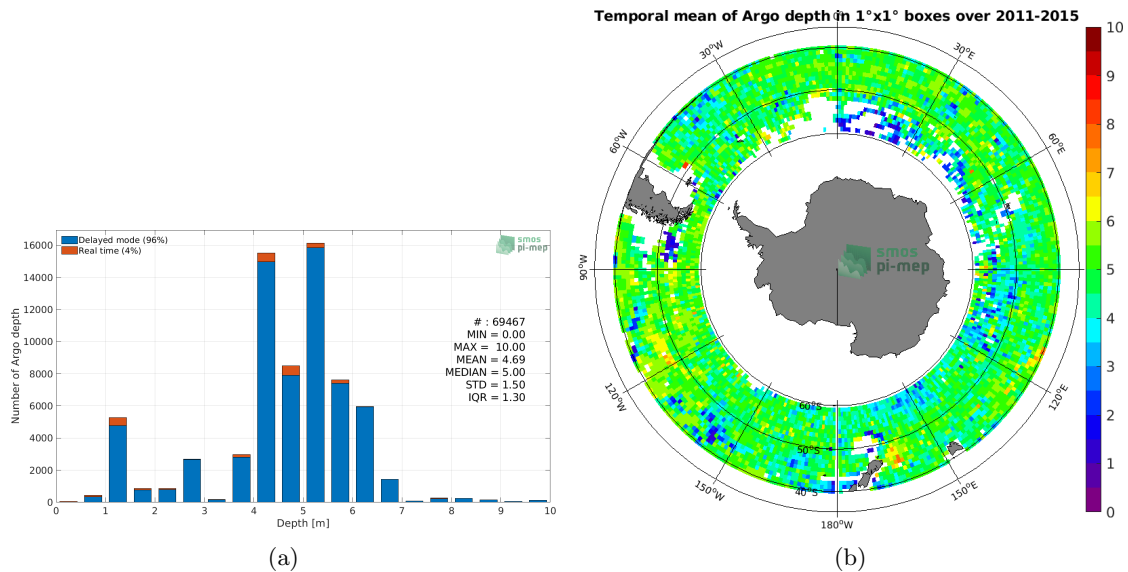 Delayed mode (96%)
Real time (4%)
smos
pi-mep
Number of Argo depth
16000
14000
12000
10000
8000
6000
4000
2000
0
# : 69467
MIN = 0.00
MAX = 10.00
MEAN = 4.69
MEDIAN = 5.00
STD = 1.50
IQR = 1.30
0 1 2 3 4 5 6 7 8 9 10
Depth [m]
(a)
Temporal mean of Argo depth in 1°x1° boxes over 2011-2015
0°
30°W
30°E
60°W
60°E
90°W
smos
pi-mep
120°W
120°E
60°S
50°S
40°S
150°W
150°E
180°W
10
9
8
7
6
5
4
3
2
1
0
(b)